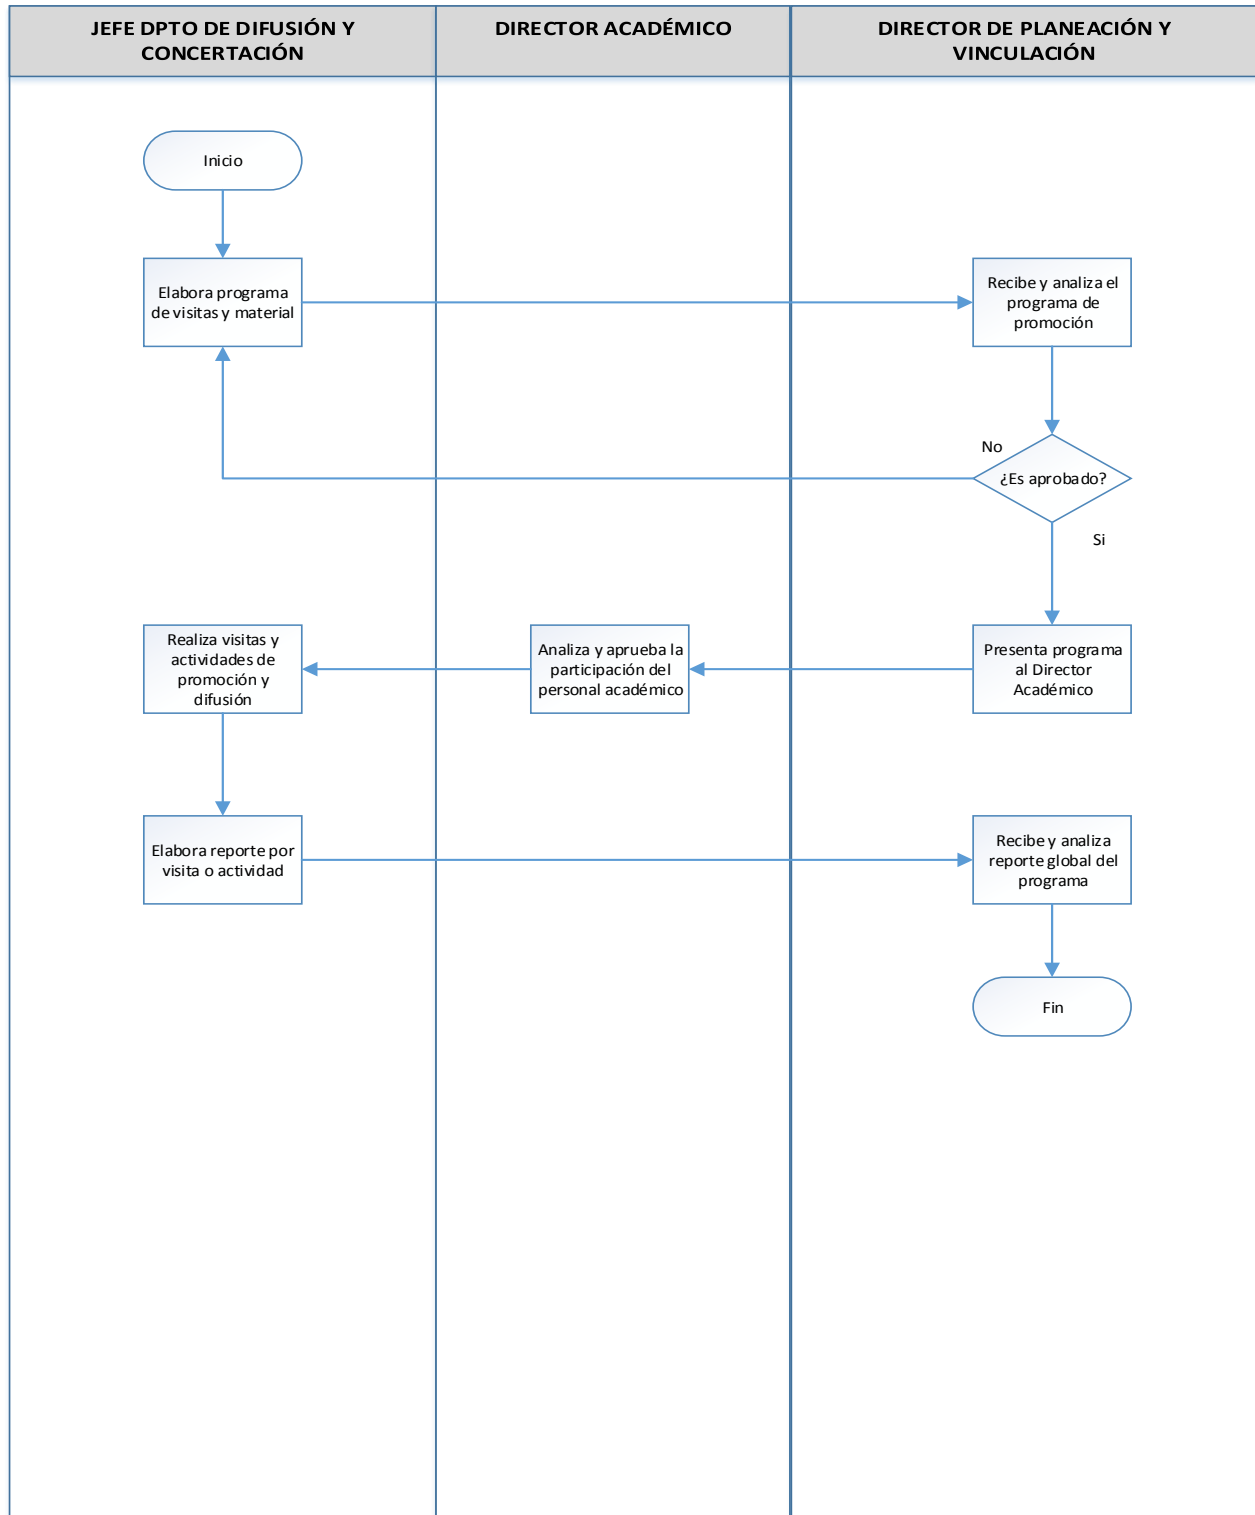 JEFE DPTO DE DIFUSIÓN Y
CONCERTACIÓN
DIRECTOR ACADÉMICO
DIRECTOR DE PLANEACIÓN Y
VINCULACIÓN
Inicio
Elabora programa
de visitas y material
Recibe y analiza el
programa de
promoción
No
¿Es aprobado?
Si
Realiza visitas y
actividades de
promoción y
difusión
Analiza y aprueba la
participación del
personal académico
Presenta programa
al Director
Académico
Elabora reporte por
visita o actividad
Recibe y analiza
reporte global del
programa
Fin